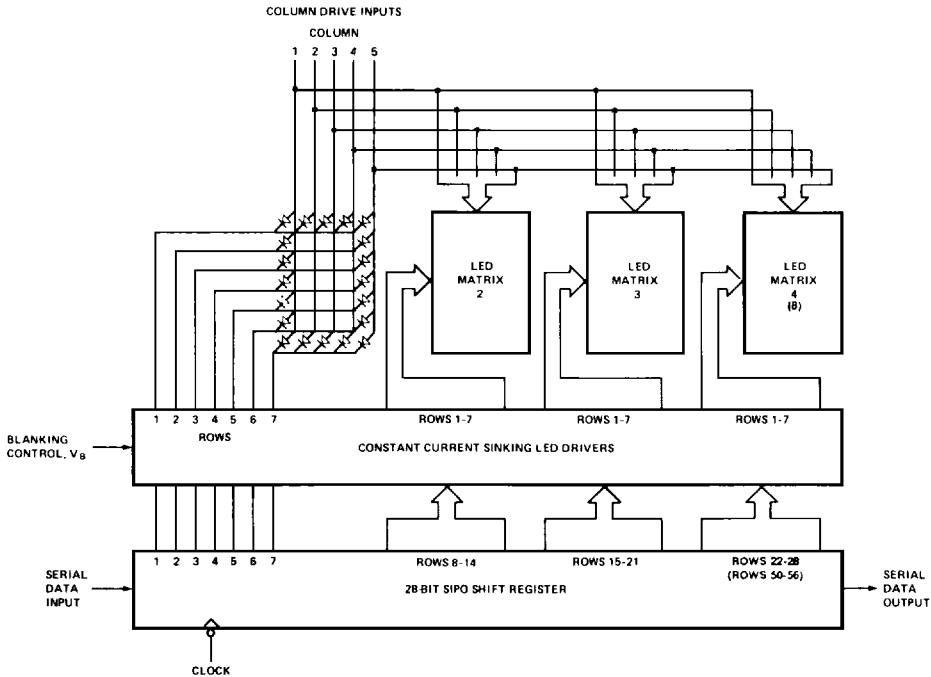 COLUMN DRIVE INPUTS
COLUMN
1 2 3 4 5
LED
MATRIX
2
LED
MATRIX
3
LED
MATRIX
4
(8)
1 2 3 4 5 6 7
ROWS
ROWS 1-7
ROWS 1-7
ROWS 1-7
BLANKING
CONTROL, VB
CONSTANT CURRENT SINKING LED DRIVERS
1 2 3 4 5 6 7
ROWS 8-14
ROWS 15-21
ROWS 22-28
(ROWS 50-56)
SERIAL
DATA
INPUT
28-BIT SIPO SHIFT REGISTER
SERIAL
DATA
OUTPUT
CLOCK